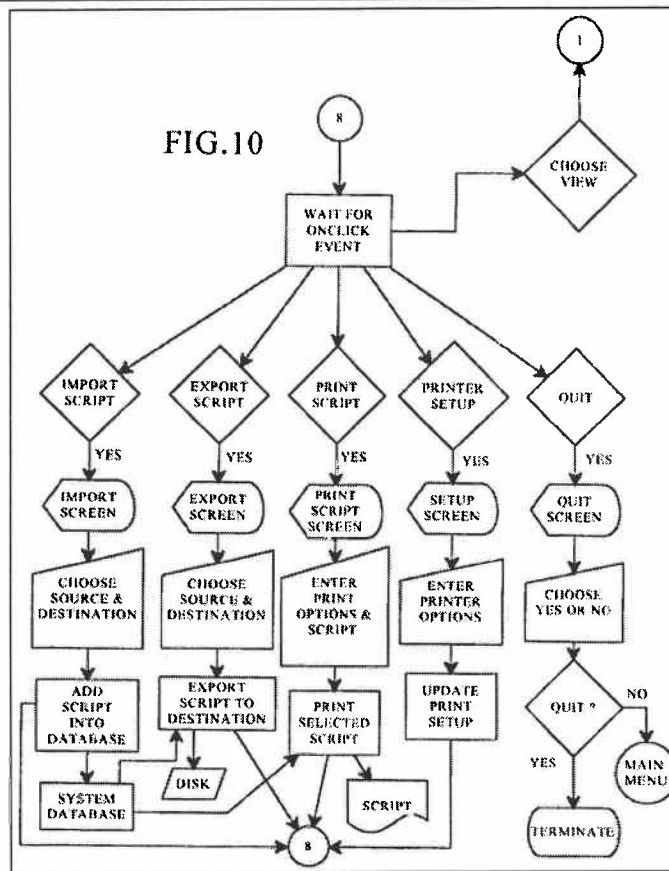 1
8
FIG.10
CHOOSE
VIEW
WAIT FOR
ONCLICK
EVENT
IMPORT
SCRIPT
EXPORT
SCRIPT
PRINT
SCRIPT
PRINTER
SETUP
QUIT
YES
YES
YES
YES
YES
IMPORT
SCREEN
EXPORT
SCREEN
PRINT
SCRIPT
SCREEN
SETUP
SCREEN
QUIT
SCREEN
CHOOSE
SOURCE &
DESTINATION
CHOOSE
SOURCE &
DESTINATION
ENTER
PRINT
OPTIONS &
SCRIPT
ENTER
PRINTER
OPTIONS
CHOOSE
YES OR NO
ADD
SCRIPT
INTO
DATABASE
EXPORT
SCRIPT TO
DESTINATION
PRINT
SELECTED
SCRIPT
UPDATE
PRINT
SETUP
QUIT ?
NO
YES
MAIN
MENU
SYSTEM
DATABASE
DISK
SCRIPT
8
TERMINATE